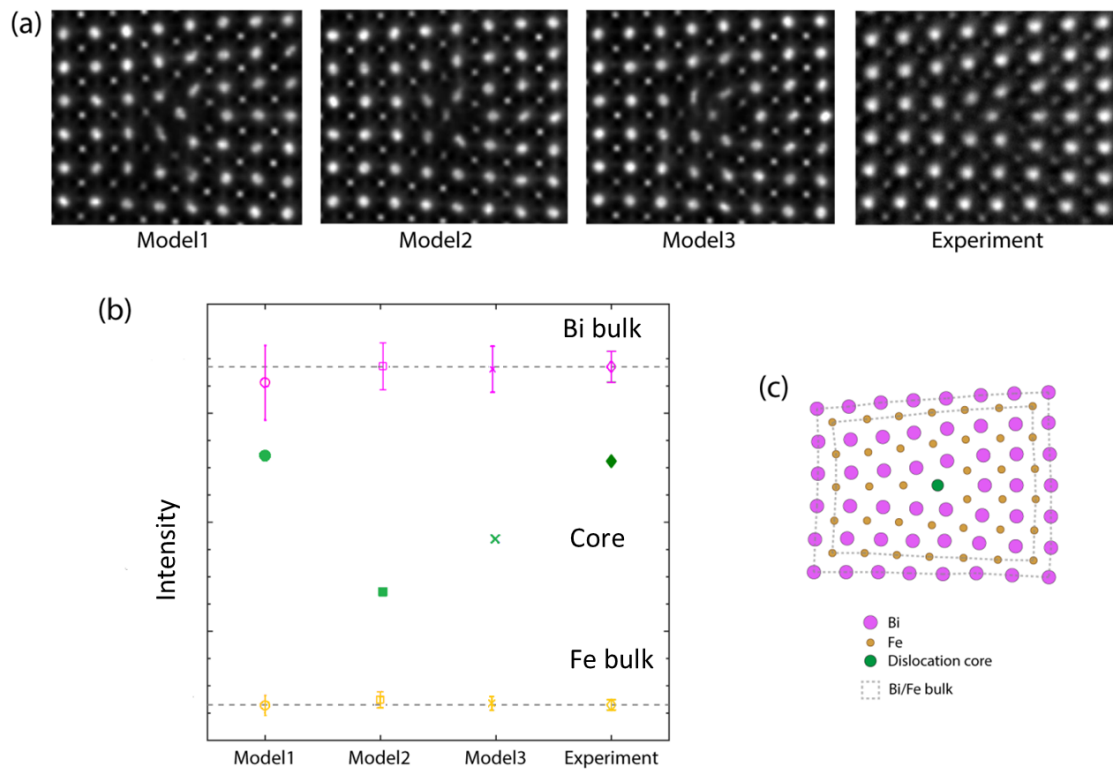 (a)
Model1 Model2 Model3 Experiment
(b)
Bi bulk
Core
Fe bulk
Intensity
Model1 Model2 Model3 Experiment
(c)
Bi
Fe
Dislocation core
Bi/Fe bulk